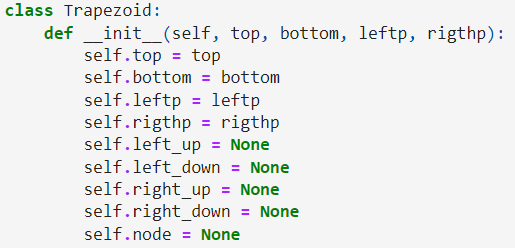 class Trapezoid:
    def __init__(self, top, bottom, leftp, rigthp):
        self.top = top
        self.bottom = bottom
        self.leftp = leftp
        self.rigthp = rigthp
        self.left_up = None
        self.left_down = None
        self.right_up = None
        self.right_down = None
        self.node = None